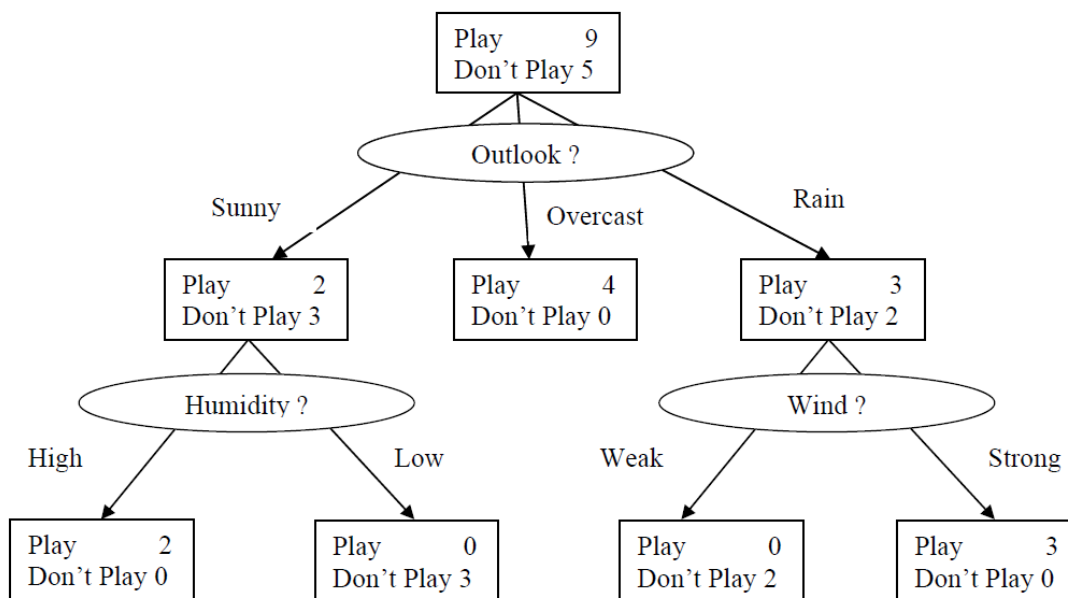 Play 9
Don’t Play 5
Outlook ?
Sunny
Overcast
Rain
Play 2
Don’t Play 3
Play 4
Don’t Play 0
Play 3
Don’t Play 2
Humidity ?
Wind ?
High
Low
Weak
Strong
Play 2
Don’t Play 0
Play 0
Don’t Play 3
Play 0
Don’t Play 2
Play 3
Don’t Play 0